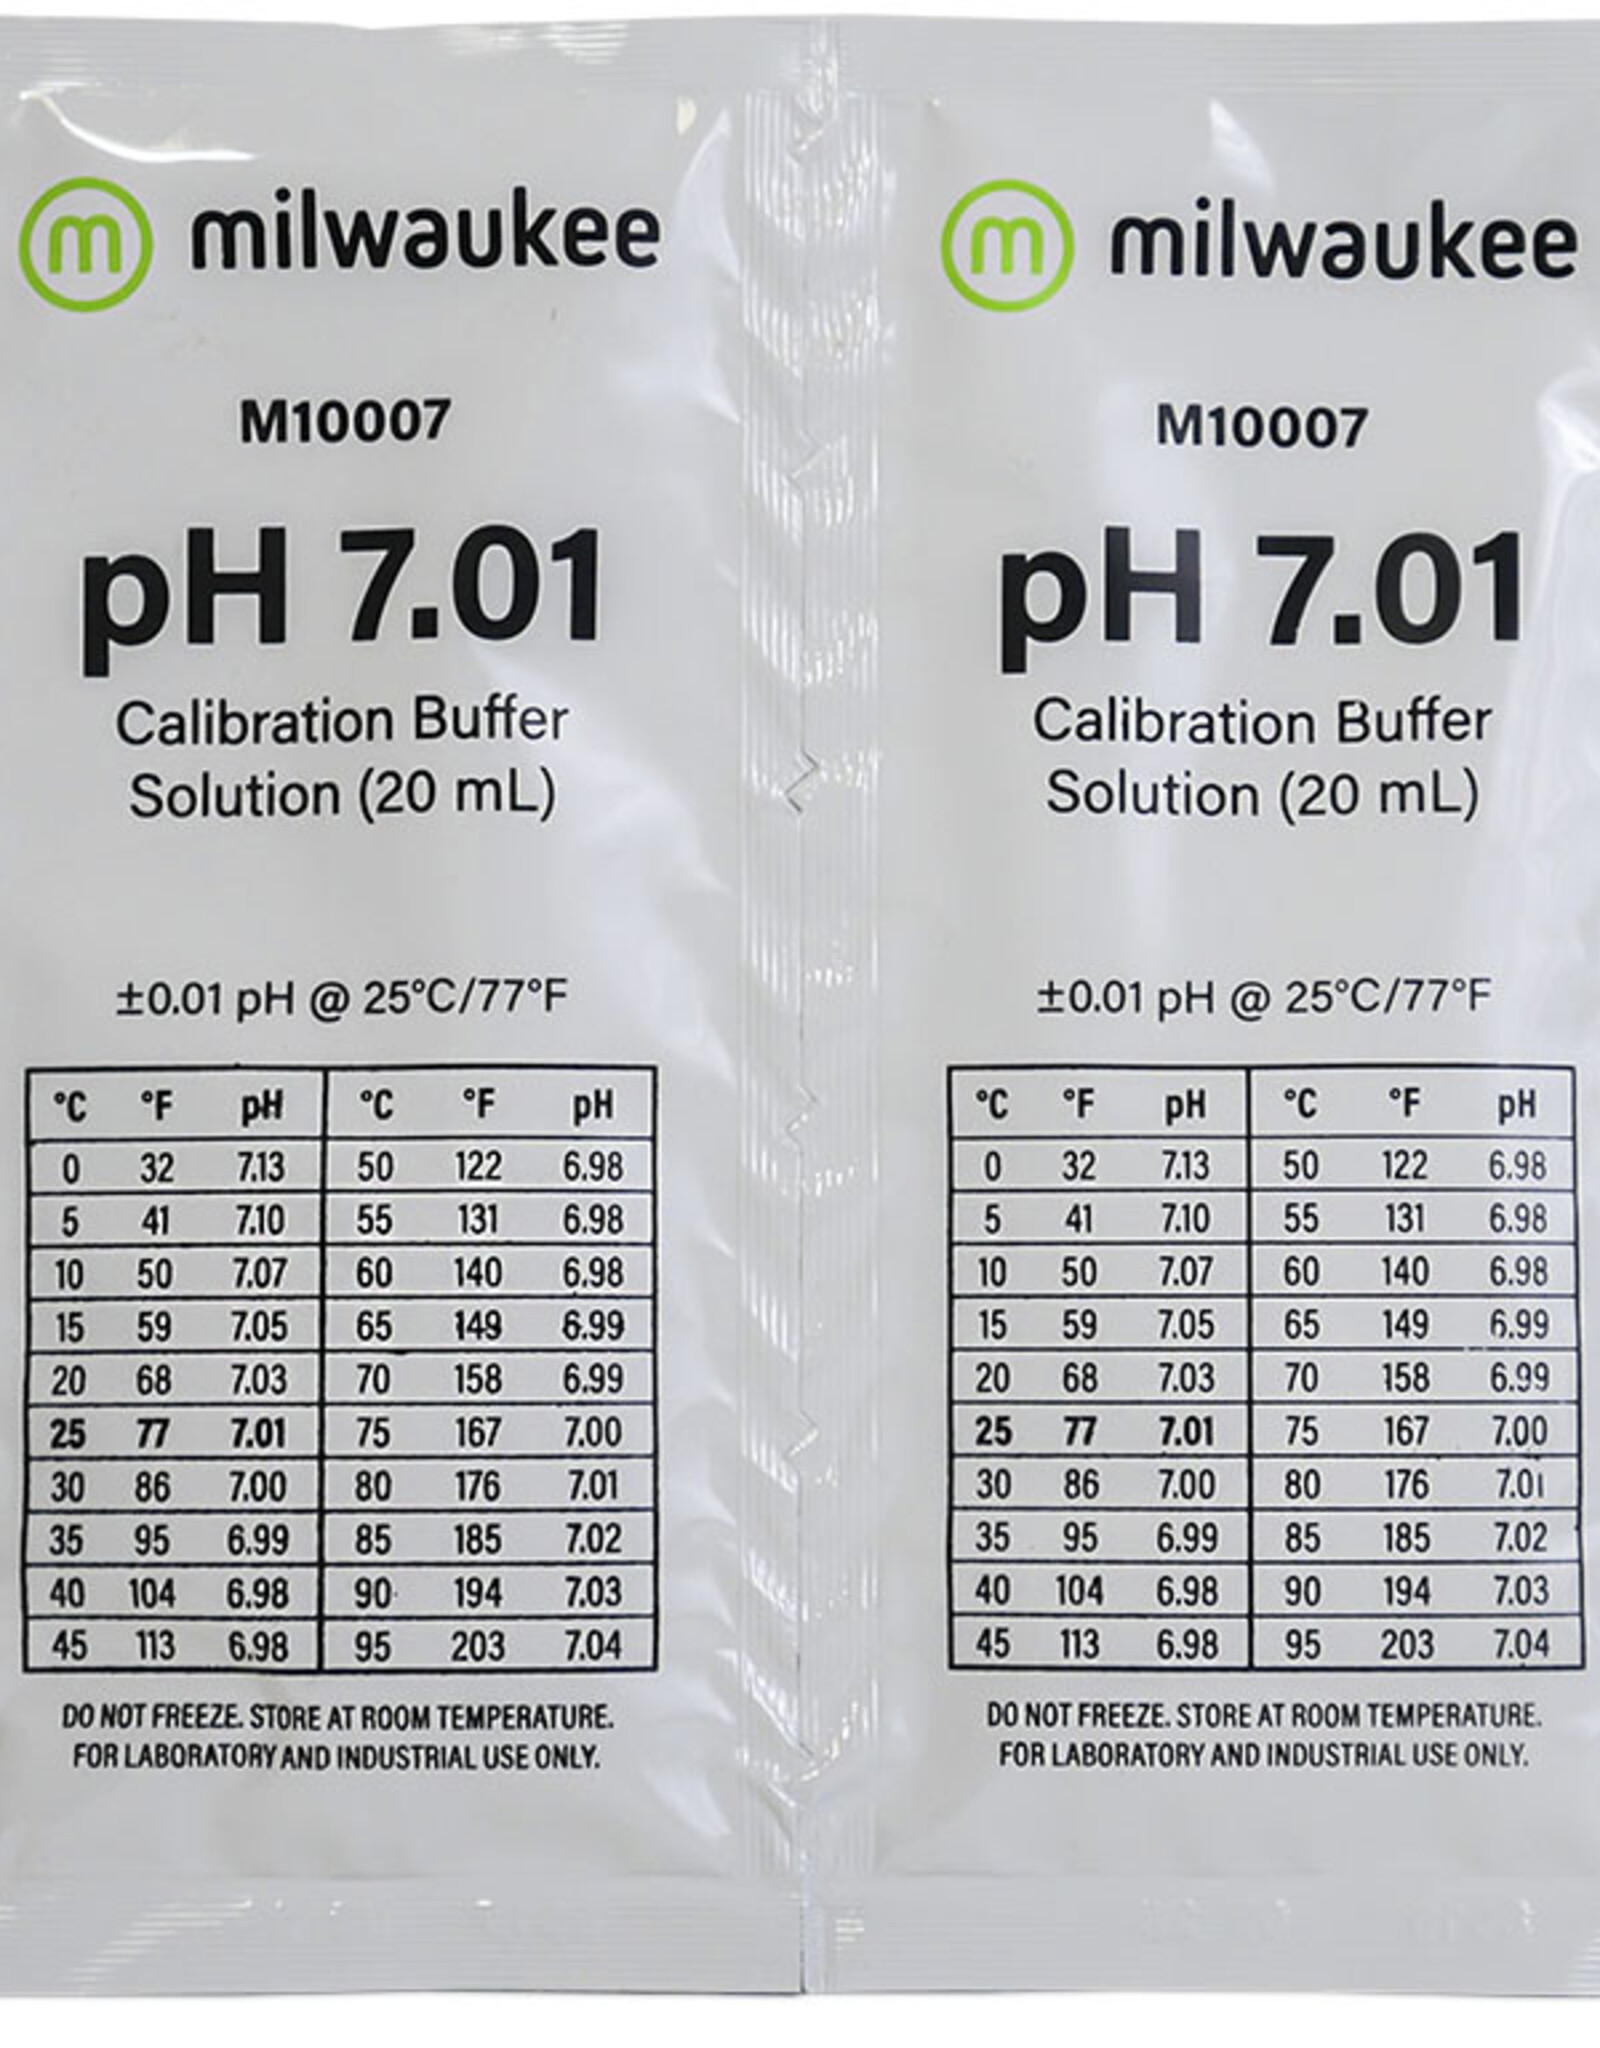 milwaukee
M10007
pH 7.01
Calibration Buffer
Solution (20 mL)
±0.01 pH @ 25°C/77°F
°C °F pH °C °F pH
0 32 7.13 50 122 6.98
5 41 7.10 55 131 6.98
10 50 7.07 60 140 6.98
15 59 7.05 65 149 6.99
20 68 7.03 70 158 6.99
25 77 7.01 75 167 7.00
30 86 7.00 80 176 7.01
35 95 6.99 85 185 7.02
40 104 6.98 90 194 7.03
45 113 6.98 95 203 7.04
DO NOT FREEZE. STORE AT ROOM TEMPERATURE.
FOR LABORATORY AND INDUSTRIAL USE ONLY.
milwaukee
M10007
pH 7.01
Calibration Buffer
Solution (20 mL)
±0.01 pH @ 25°C/77°F
°C °F pH °C °F pH
0 32 7.13 50 122 6.98
5 41 7.10 55 131 6.98
10 50 7.07 60 140 6.98
15 59 7.05 65 149 6.99
20 68 7.03 70 158 6.99
25 77 7.01 75 167 7.00
30 86 7.00 80 176 7.01
35 95 6.99 85 185 7.02
40 104 6.98 90 194 7.03
45 113 6.98 95 203 7.04
DO NOT FREEZE. STORE AT ROOM TEMPERATURE.
FOR LABORATORY AND INDUSTRIAL USE ONLY.